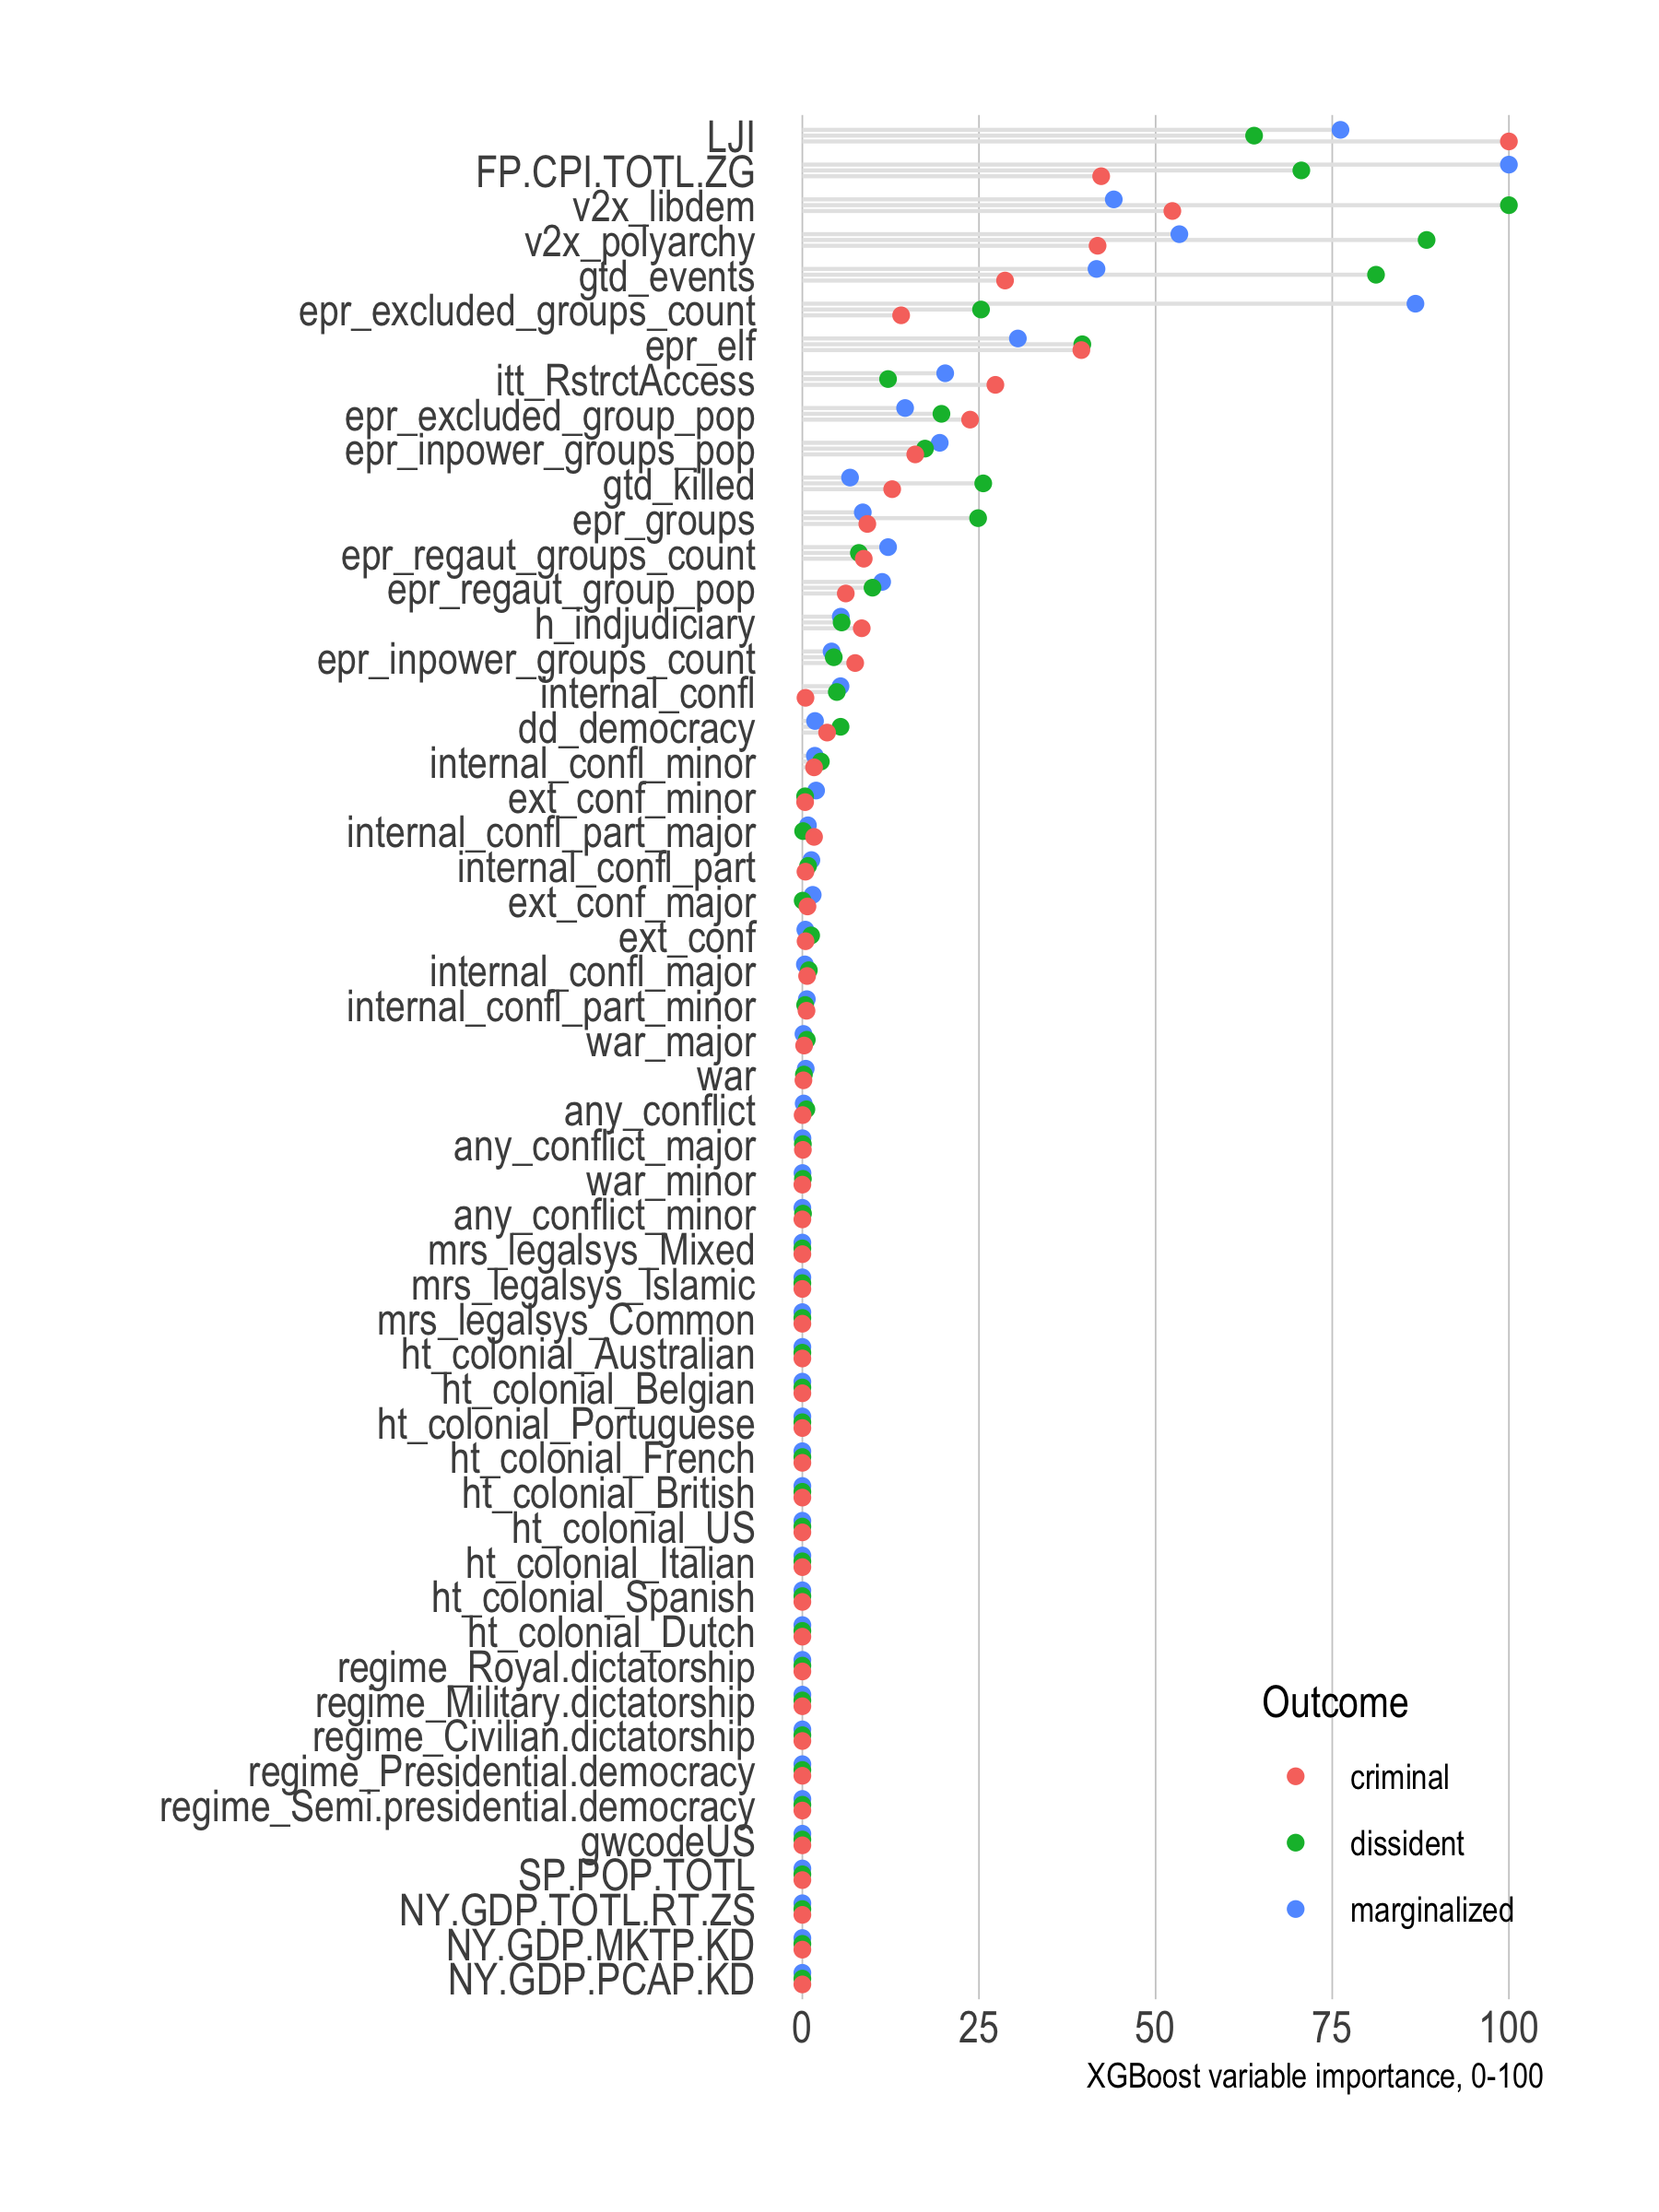 LJI
FP.CPI.TOTL.ZG
v2x_libdem
v2x_polyarchy
gtd_events
epr_excluded_groups_count
epr_elf
itt_RstrctAccess
epr_excluded_group_pop
epr_inpower_groups_pop
gtd_killed
epr_groups
epr_regaut_groups_count
epr_regaut_group_pop
h_indjudiciary
epr_inpower_groups_count
internal_confl
dd_democracy
internal_confl_minor
ext_conf_minor
internal_confl_part_major
internal_confl_part
ext_conf_major
ext_conf
internal_confl_major
internal_confl_part_minor
war_major
war
any_conflict
any_conflict_major
war_minor
any_conflict_minor
mrs_legalsys_Mixed
mrs_legalsys_Islamic
mrs_legalsys_Common
ht_colonial_Australian
ht_colonial_Belgian
ht_colonial_Portuguese
ht_colonial_French
ht_colonial_British
ht_colonial_US
ht_colonial_Italian
ht_colonial_Spanish
ht_colonial_Dutch
regime_Royal.dictatorship
regime_Military.dictatorship
regime_Civilian.dictatorship
regime_Presidential.democracy
regime_Semi.presidential.democracy
gwcodeUS
SP.POP.TOTL
NY.GDP.TOTL.RT.ZS
NY.GDP.MKTP.KD
NY.GDP.PCAP.KD
Outcome
criminal
dissident
marginalized
0 25 50 75 100
XGBoost variable importance, 0-100